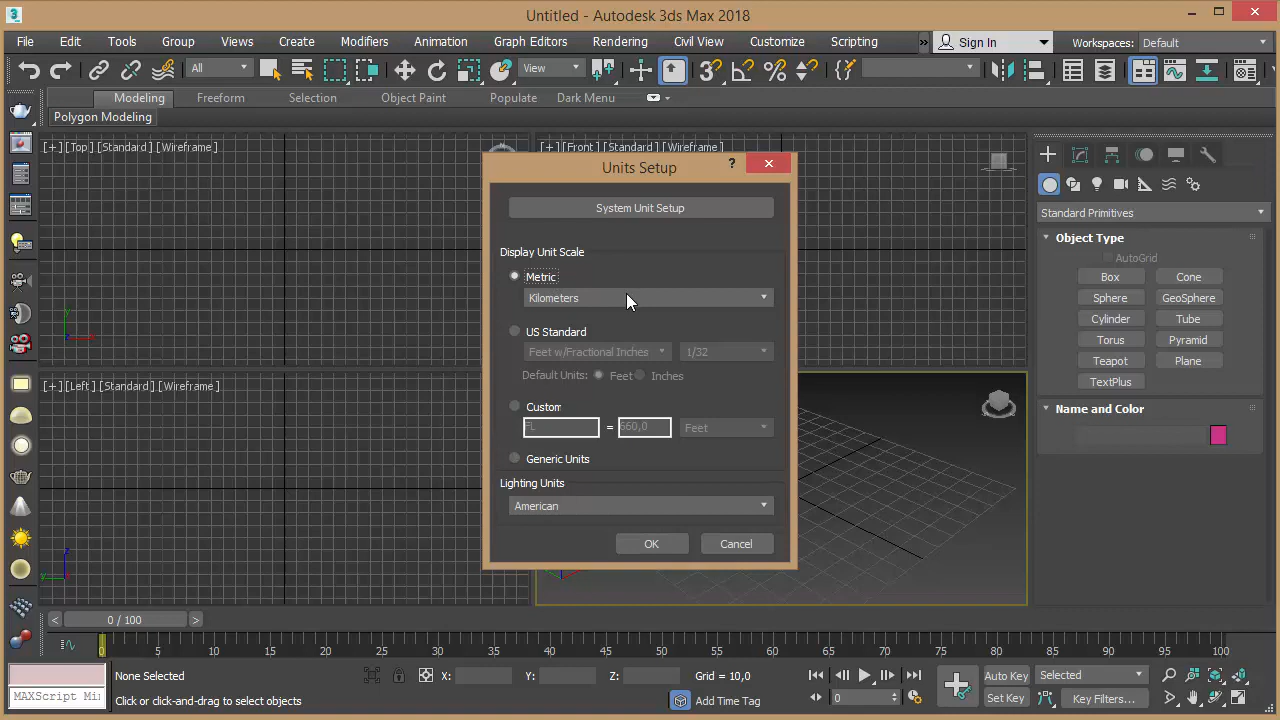 Untitled - Autodesk 3ds Max 2018
File Edit Tools Group Views Create Modifiers Animation Graph Editors Rendering Civil View Customize Scripting » Sign In Workspaces: Default
All View
Modeling Freeform Selection Object Paint Populate Dark Menu
Polygon Modeling
[+] [Top] [Standard] [Wireframe]
[+] [Front] [Standard] [Wireframe]
Units Setup
?
System Unit Setup
Display Unit Scale
Metric
Kilometers
US Standard
Feet w/Fractional Inches 1/32
Default Units: Feet Inches
Custom
FL = 660,0 Feet
Generic Units
Lighting Units
American
OK Cancel
Standard Primitives
Object Type
AutoGrid
Box Cone
Sphere GeoSphere
Cylinder Tube
Torus Pyramid
Teapot Plane
TextPlus
Name and Color
y x
[+] [Left] [Standard] [Wireframe]
z y
< 0 / 100 >
0 5 10 15 20 25 30 35 40 45 50 55 60 65 70 75 80 85 90 95 100
None Selected X: Y: Z: Grid = 10,0
Auto Key Selected
MAXScript Mi
Click or click-and-drag to select objects
Add Time Tag
0
Set Key Key Filters...